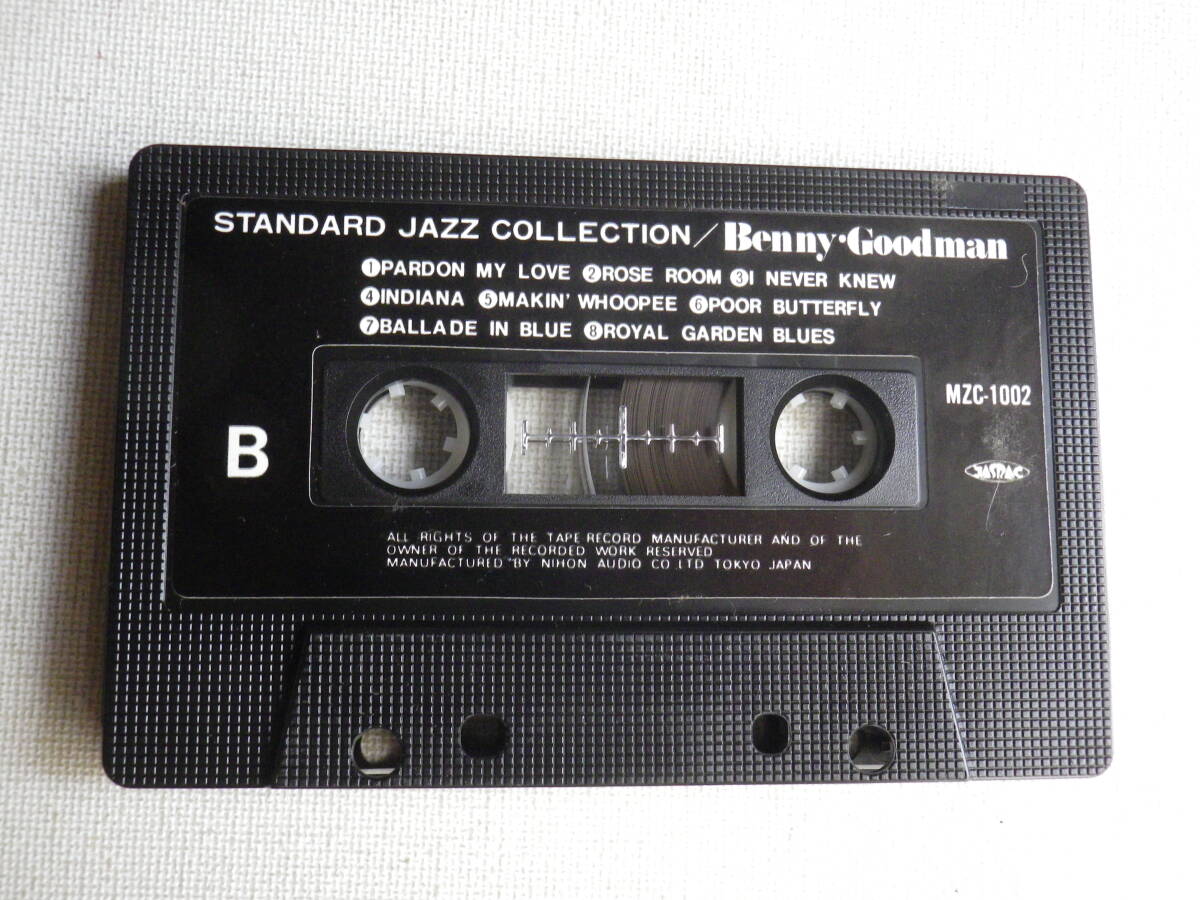 STANDARD JAZZ COLLECTION/Benny·Goodman
❶PARDON MY LOVE ❷ROSE ROOM ❸I NEVER KNEW
❹INDIANA ❺MAKIN' WHOOPEE ❻POOR BUTTERFLY
❼BALLADE IN BLUE ❽ROYAL GARDEN BLUES
MZC-1002
B
JASRAC
ALL RIGHTS OF THE TAPE RECORD MANUFACTURER AND OF THE
OWNER OF THE RECORDED WORK RESERVED
MANUFACTURED BY NIHON AUDIO CO LTD TOKYO JAPAN